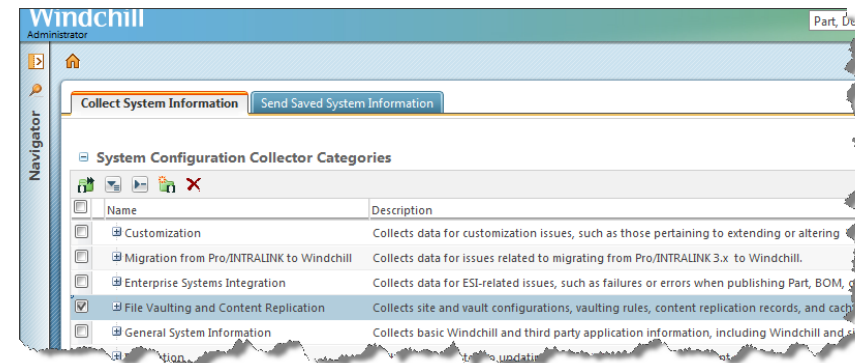 Windchill
Administrator
Part, De
Navigator
Collect System Information Send Saved System Information
System Configuration Collector Categories
Name Description
Customization Collects data for customization issues, such as those pertaining to extending or altering
Migration from Pro/INTRALINK to Windchill Collects data for issues related to migrating from Pro/INTRALINK 3.x to Windchill.
Enterprise Systems Integration Collects data for ESI-related issues, such as failures or errors when publishing Part, BOM,
File Vaulting and Content Replication Collects site and vault configurations, vaulting rules, content replication records, and cach
General System Information Collects basic Windchill and third party application information, including Windchill and
updating